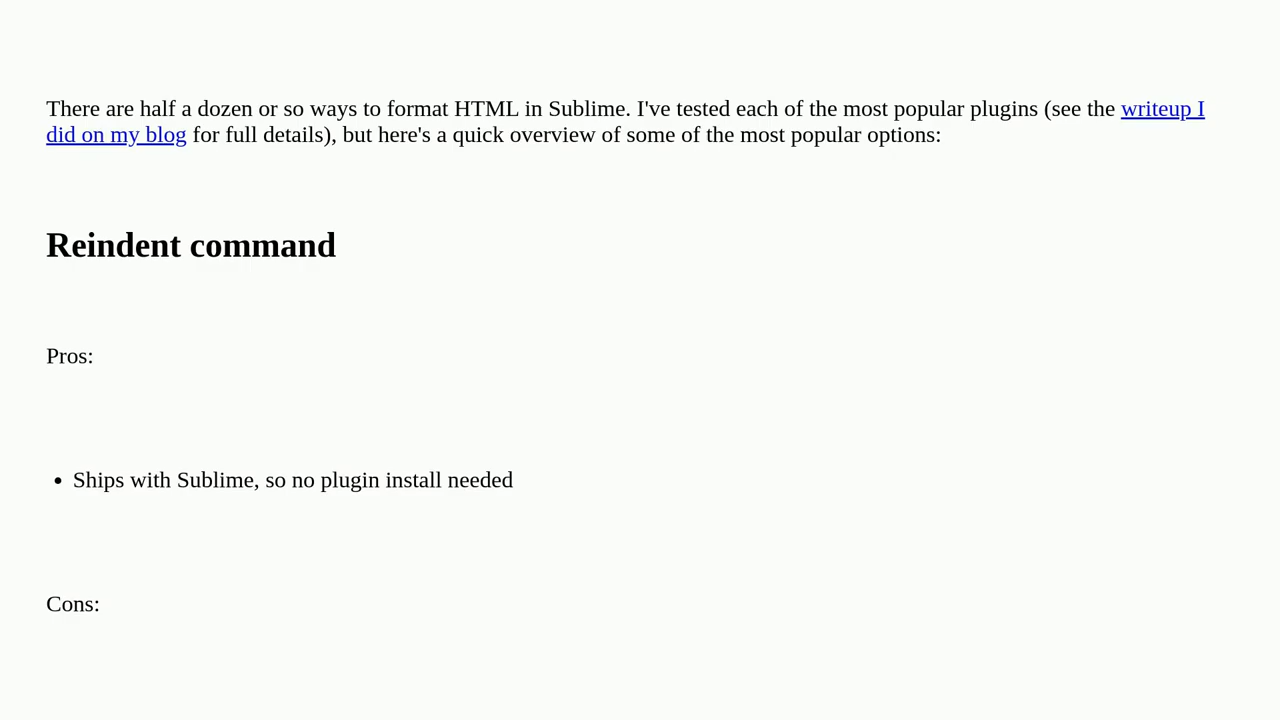 There are half a dozen or so ways to format HTML in Sublime. I've tested each of the most popular plugins (see the writeup I
did on my blog for full details), but here's a quick overview of some of the most popular options:
Reindent command
Pros:
• Ships with Sublime, so no plugin install needed
Cons: